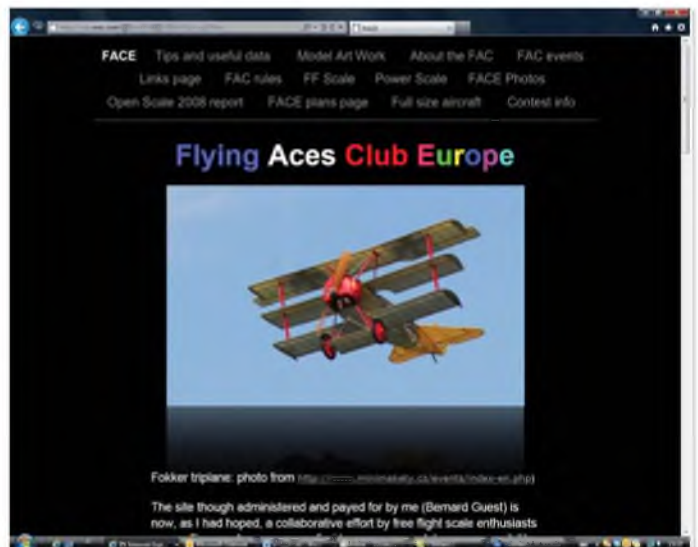 FACE Tips and useful data Model Art Work About the FAC FAC events
Links page FAC rules FF Scale Power Scale FACE Photos
Open Scale 2008 report FACE plans page Full size aircraft Contest info
Flying Aces Club Europe
Fokker triplane: photo from
The site though administered and payed for by me (Bernard Guest) is
now, as I had hoped, a collaborative effort by free flight scale enthusiasts